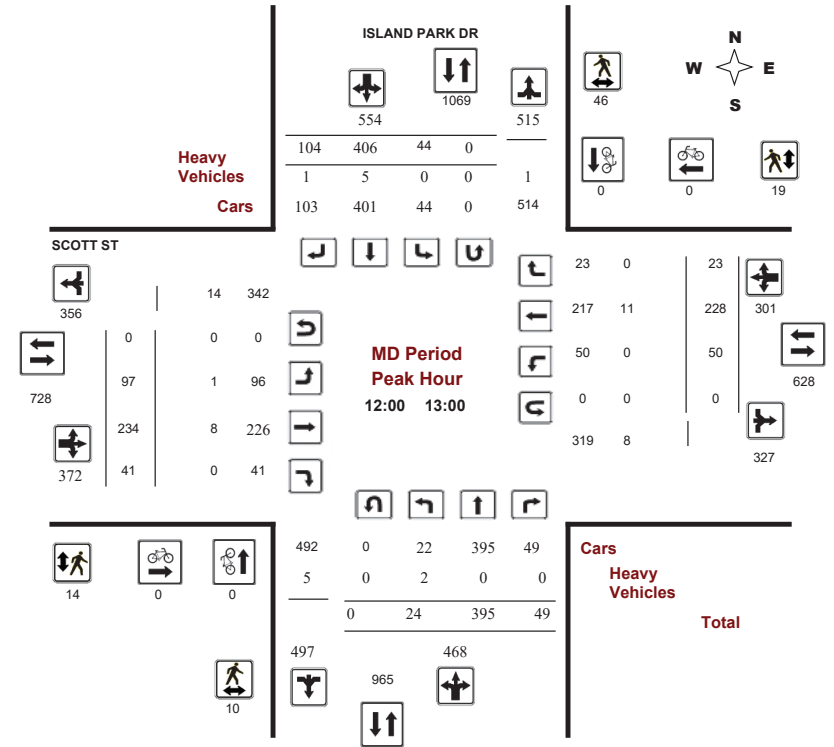 ISLAND PARK DR
N
W E
S
1069
46
554 515
104 406 44 0
Heavy
Vehicles
1 5 0 0 1
Cars
103 401 44 0 514
0 0 19
SCOTT ST
356
14 342
23 0 23
217 11 228 301
0 0 0
728
97 1 96
MD Period
Peak Hour
12:00 13:00
50 0 50
628
0 0 0
234 8 226
372
41 0 41
319 8
327
492 0 22 395 49
Cars
5 0 2 0 0
Heavy
Vehicles
14 0 0
0 24 395 49
Total
497 468
965
10